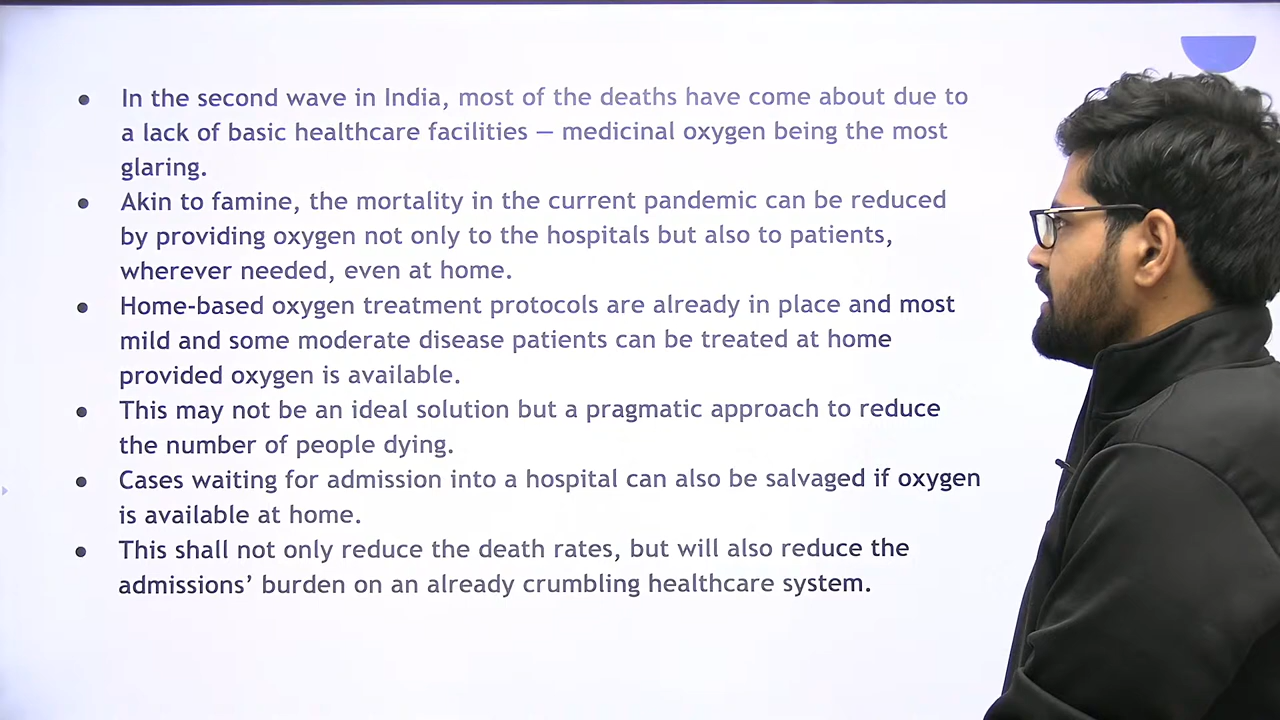 ● In the second wave in India, most of the deaths have come about due to
a lack of basic healthcare facilities — medicinal oxygen being the most
glaring.
● Akin to famine, the mortality in the current pandemic can be reduced
by providing oxygen not only to the hospitals but also to patients,
wherever needed, even at home.
● Home-based oxygen treatment protocols are already in place and most
mild and some moderate disease patients can be treated at home
provided oxygen is available.
● This may not be an ideal solution but a pragmatic approach to reduce
the number of people dying.
● Cases waiting for admission into a hospital can also be salvaged if oxygen
is available at home.
● This shall not only reduce the death rates, but will also reduce the
admissions’ burden on an already crumbling healthcare system.